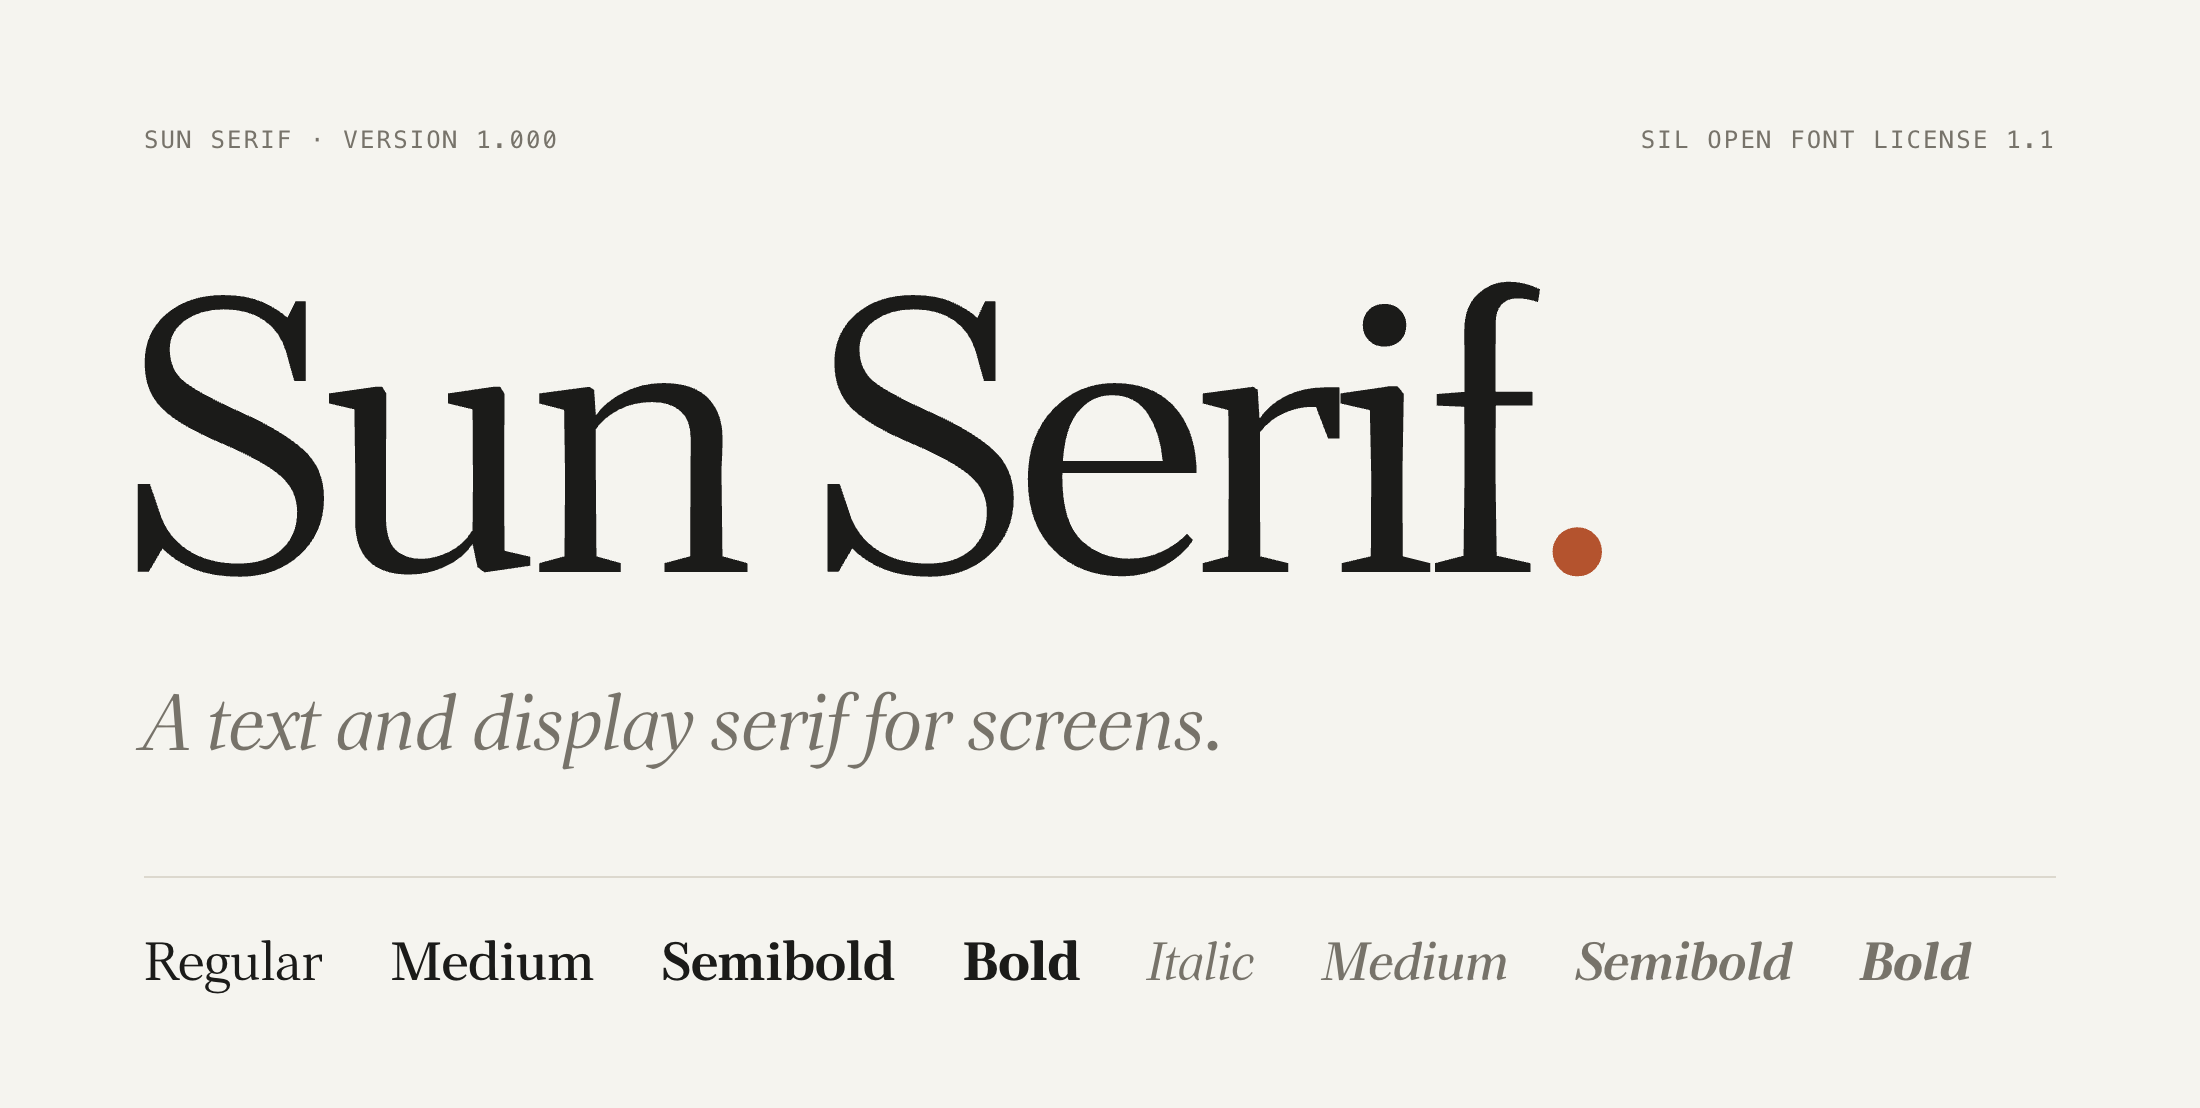 SUN SERIF · VERSION 1.000
SIL OPEN FONT LICENSE 1.1
Sun Serif.
A text and display serif for screens.
Regular Medium Semibold Bold Italic Medium Semibold Bold